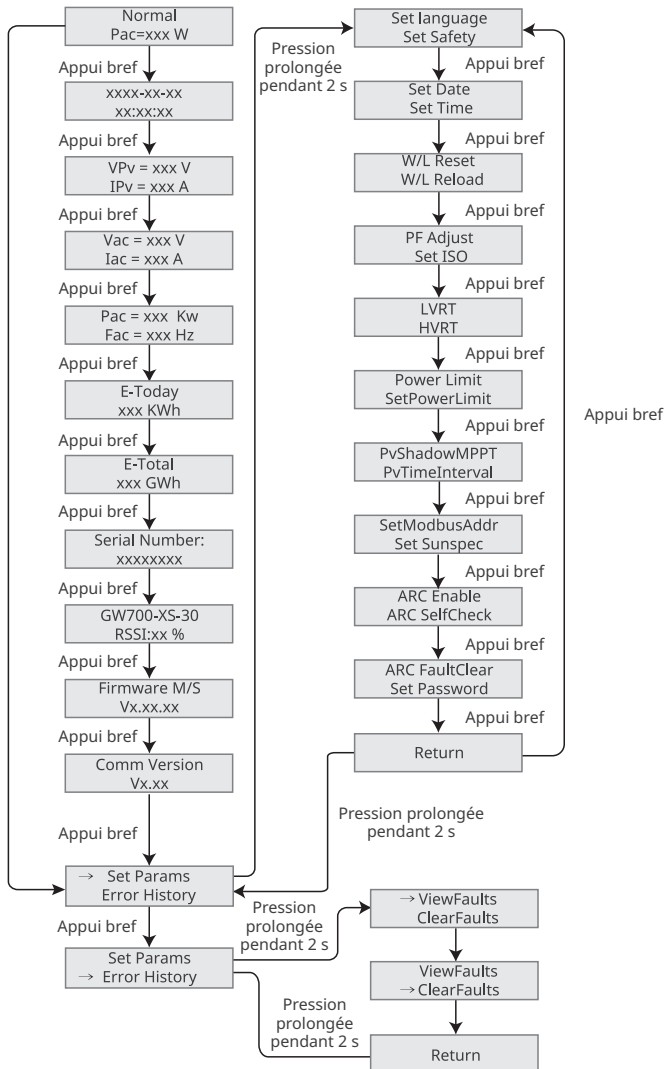 Normal
Pac=xxx W
Appui bref
xxxx-xx-xx
xx:xx:xx
Appui bref
VPv = xxx V
IPv = xxx A
Appui bref
Vac = xxx V
Iac = xxx A
Appui bref
Pac = xxx Kw
Fac = xxx Hz
Appui bref
E-Today
xxx KWh
Appui bref
E-Total
xxx GWh
Appui bref
Serial Number:
xxxxxxxx
Appui bref
GW700-XS-30
RSSI:xx %
Appui bref
Firmware M/S
Vx.xx.xx
Appui bref
Comm Version
Vx.xx
Appui bref
→ Set Params
Error History
Appui bref
Set Params
→ Error History
Pression
prolongée
pendant 2 s
Set language
Set Safety
Appui bref
Set Date
Set Time
Appui bref
W/L Reset
W/L Reload
Appui bref
PF Adjust
Set ISO
Appui bref
LVRT
HVRT
Appui bref
Power Limit
SetPowerLimit
Appui bref
PvShadowMPPT
PvTimeInterval
Appui bref
SetModbusAddr
Set Sunspec
Appui bref
ARC Enable
ARC SelfCheck
Appui bref
ARC FaultClear
Set Password
Appui bref
Return
Appui bref
Pression prolongée
pendant 2 s
Pression
prolongée
pendant 2 s
→ ViewFaults
ClearFaults
ViewFaults
→ ClearFaults
Pression
prolongée
pendant 2 s
Return